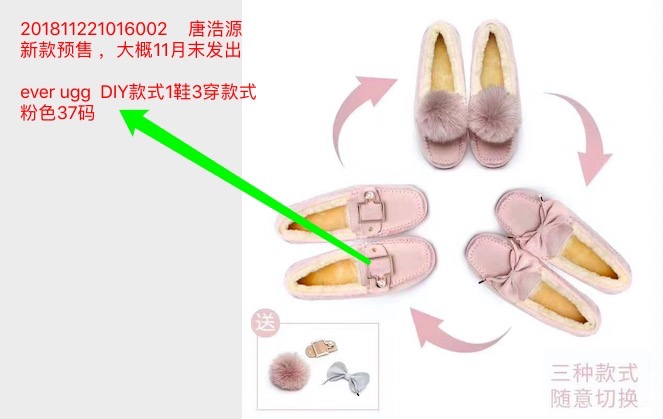 201811221016002 唐浩源
新款预售，大概11月末发出
ever ugg DIY款式1鞋3穿款式
粉色37码
送
三种款式
随意切换